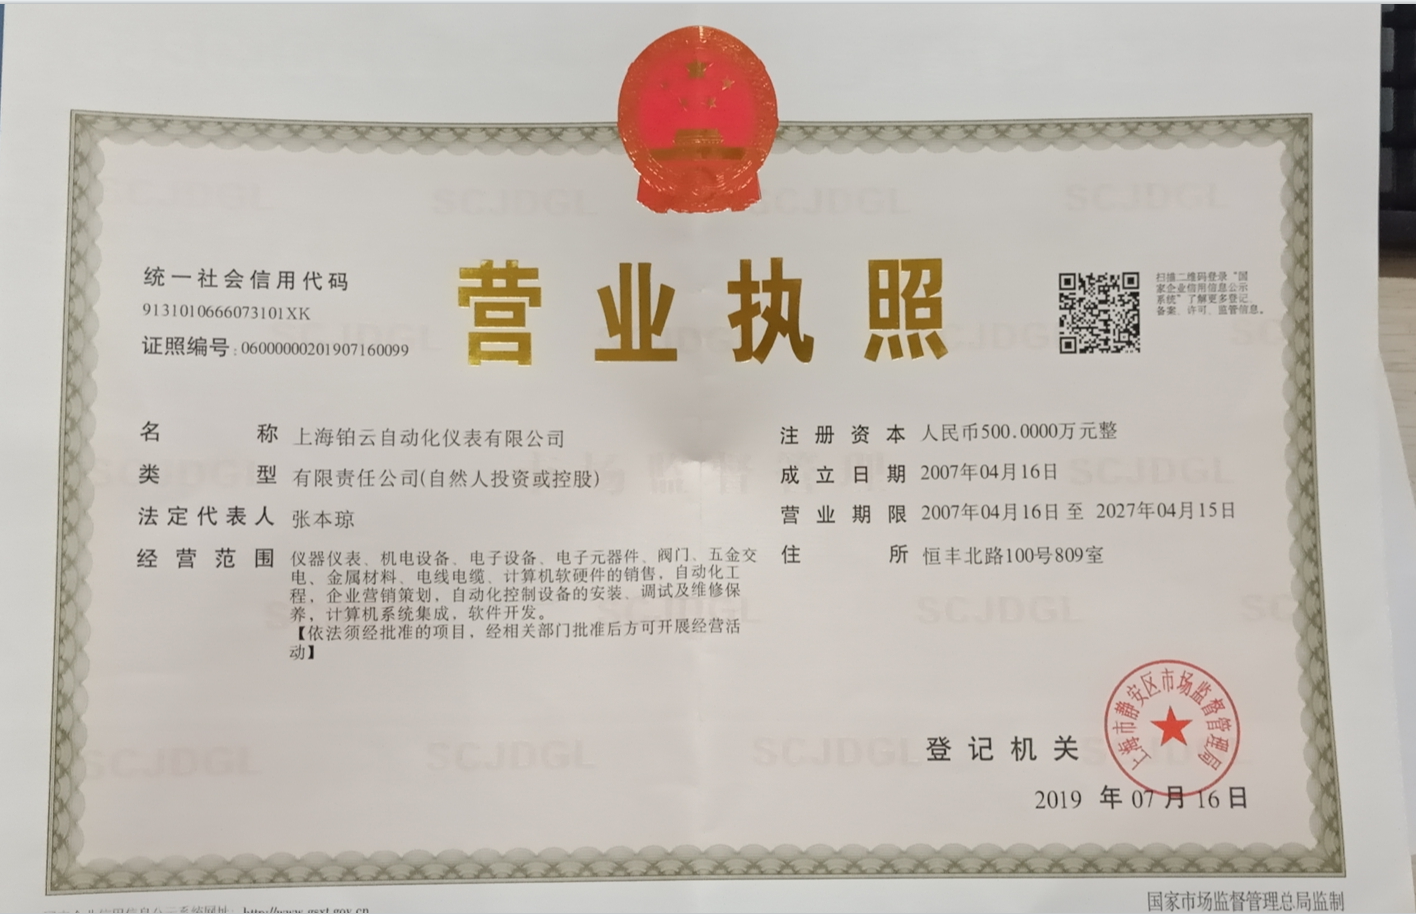 营业执照
统一社会信用代码
9131010666073101XK
证照编号:06000000201907160099
扫描二维码登录"国
家企业信用信息公示
系统"了解更多登记、
备案、许可、监管信息。
名称 上海铂云自动化仪表有限公司
类型 有限责任公司(自然人投资或控股)
法定代表人 张本琼
经营范围 仪器仪表、机电设备、电子设备、电子元器件、阀门、五金交
电、金属材料、电线电缆、计算机软硬件的销售,自动化工
程,企业营销策划,自动化控制设备的安装、调试及维修保
养,计算机系统集成,软件开发。
【依法须经批准的项目,经相关部门批准后方可开展经营活
动】
注册资本 人民币500.0000万元整
成立日期 2007年04月16日
营业期限 2007年04月16日 至 2027年04月15日
住所 恒丰北路100号809室
登记机关
上海市静安区市场监督管理局
2019 年 07 月 16 日
国家市场监督管理总局监制
SCJDGL